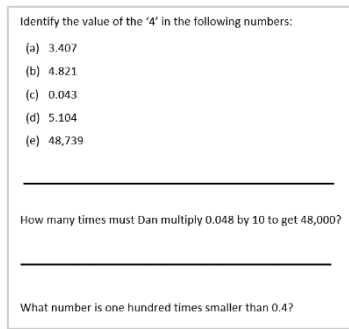 Identify the value of the ‘4’ in the following numbers:
(a) 3.407
(b) 4.821
(c) 0.043
(d) 5.104
(e) 48,739
How many times must Dan multiply 0.048 by 10 to get 48,000?
What number is one hundred times smaller than 0.4?